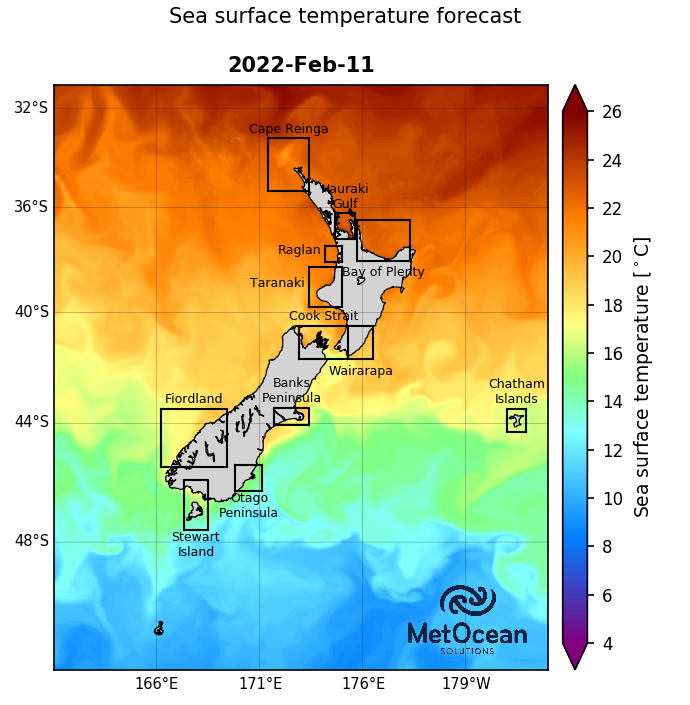 Sea surface temperature forecast
2022-Feb-11
32°S
36°S
40°S
44°S
48°S
Cape Reinga
Hauraki
Gulf
Raglan
Bay of Plenty
Taranaki
Cook Strait
Wairarapa
Banks
Peninsula
Chatham
Islands
Fiordland
Otago
Peninsula
Stewart
Island
MetOcean
SOLUTIONS
166°E
171°E
176°E
179°W
26
24
22
20
18
16
14
12
10
8
6
4
Sea surface temperature [°C]